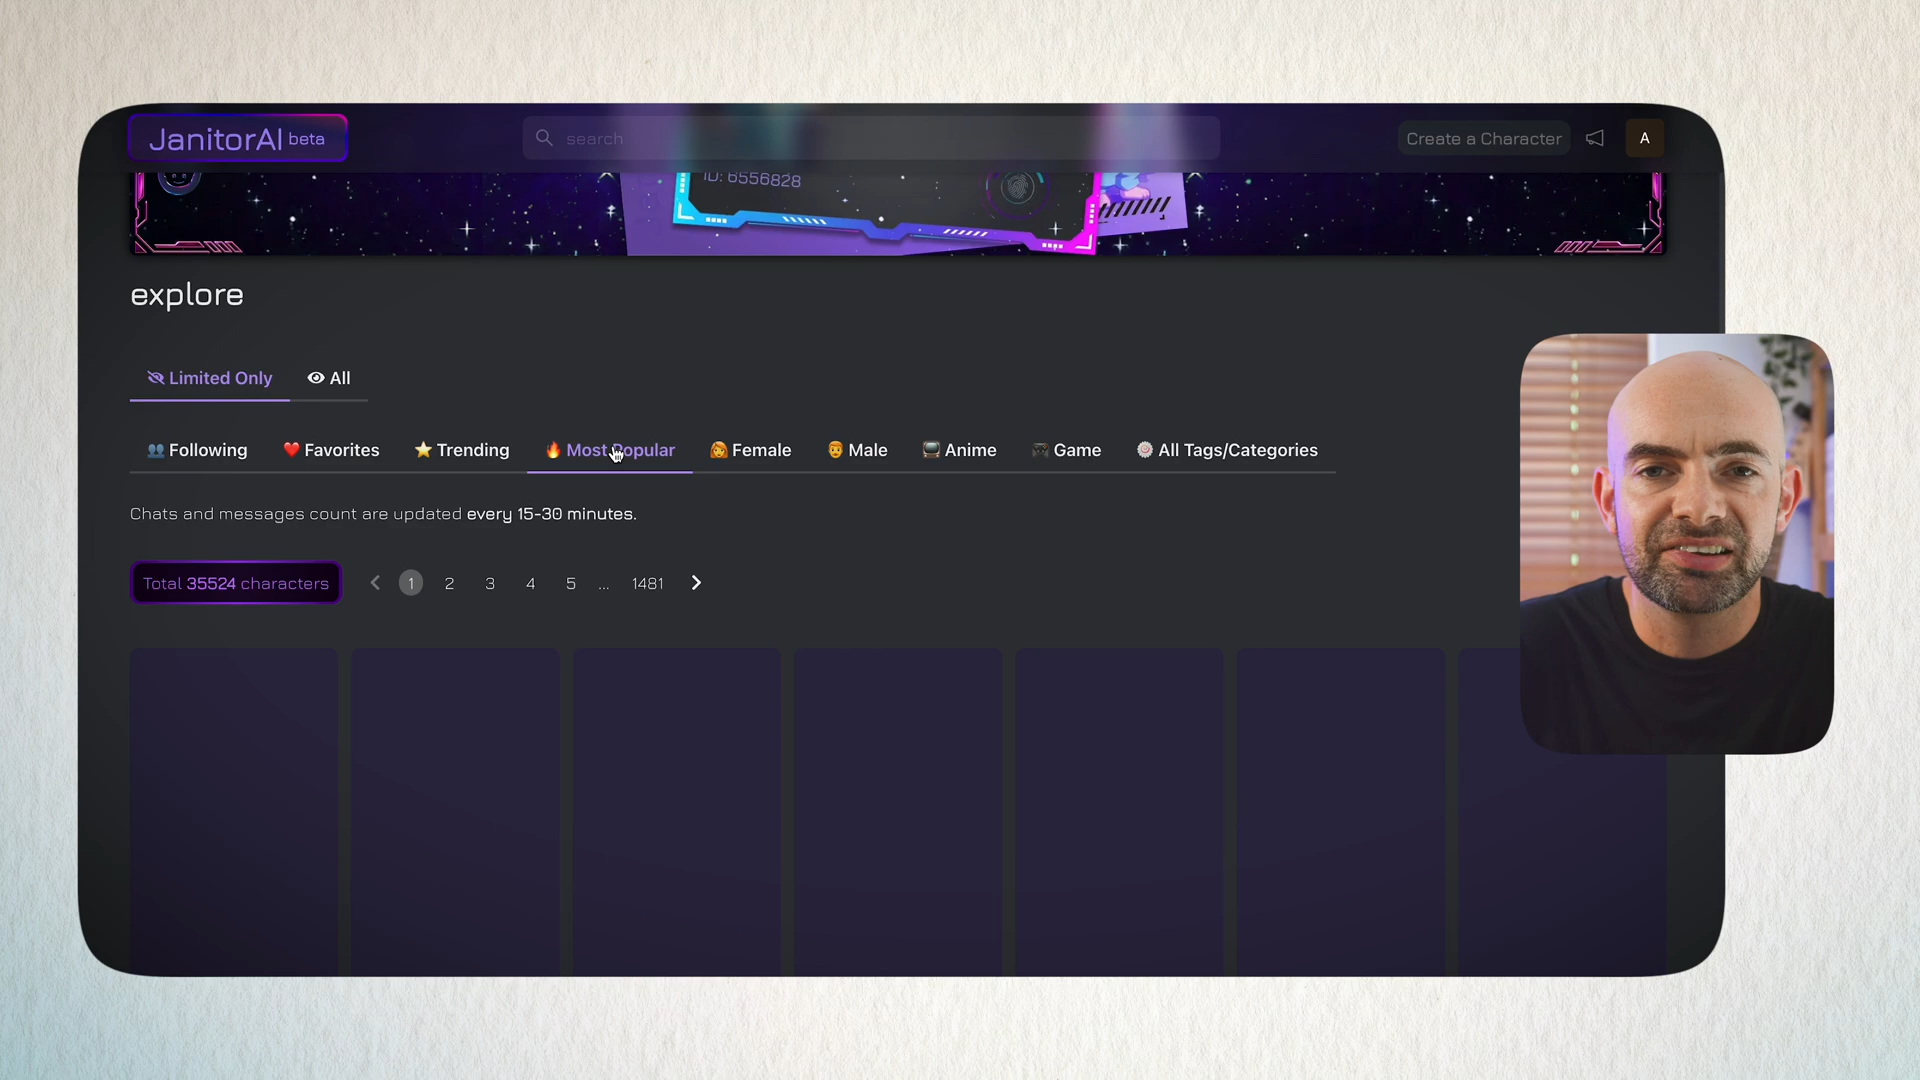 JanitorAI beta
search
Create a Character
A
ID: 6556828
explore
Limited Only
All
Following
Favorites
Trending
Most Popular
Female
Male
Anime
Game
All Tags/Categories
Chats and messages count are updated every 15-30 minutes.
Total 35524 characters
1 2 3 4 5 ... 1481